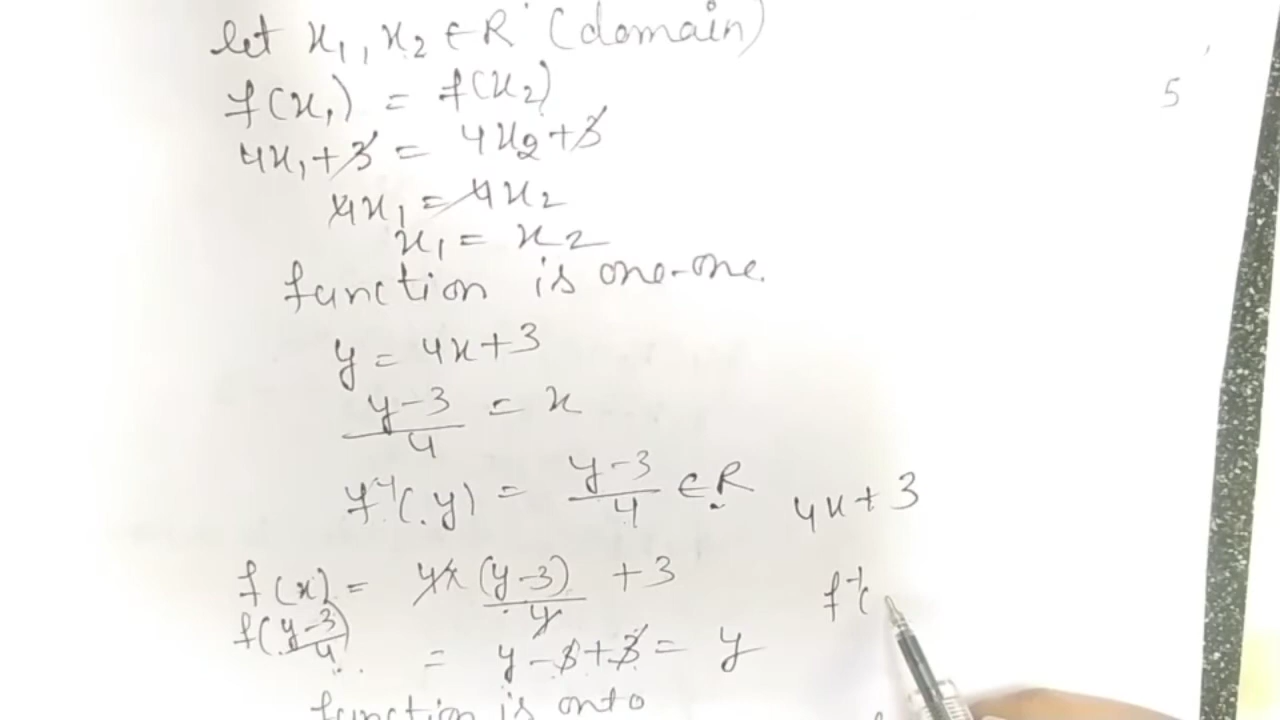 let x₁, x₂ ∈ R (domain)
f(x₁) = f(x₂)
5
4x₁+3 = 4x₂+3
4x₁ = 4x₂
x₁ = x₂
function is one-one.
y = 4x+3
y-3/4 = x
f⁻¹(y) = y-3/4 ∈ R
4x+3
f(x) = 4x(y-3)/4 +3
f(y-3/4)
f⁻¹(
= y-3+3 = y
function is onto